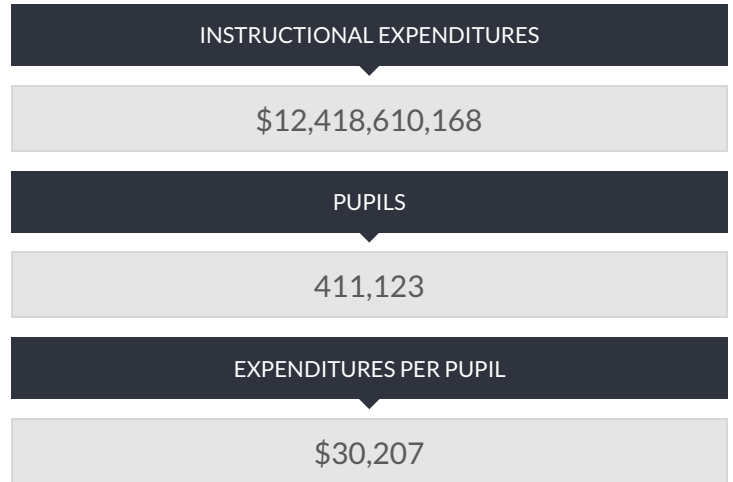 INSTRUCTIONAL EXPENDITURES
$12,418,610,168
PUPILS
411,123
EXPENDITURES PER PUPIL
$30,207